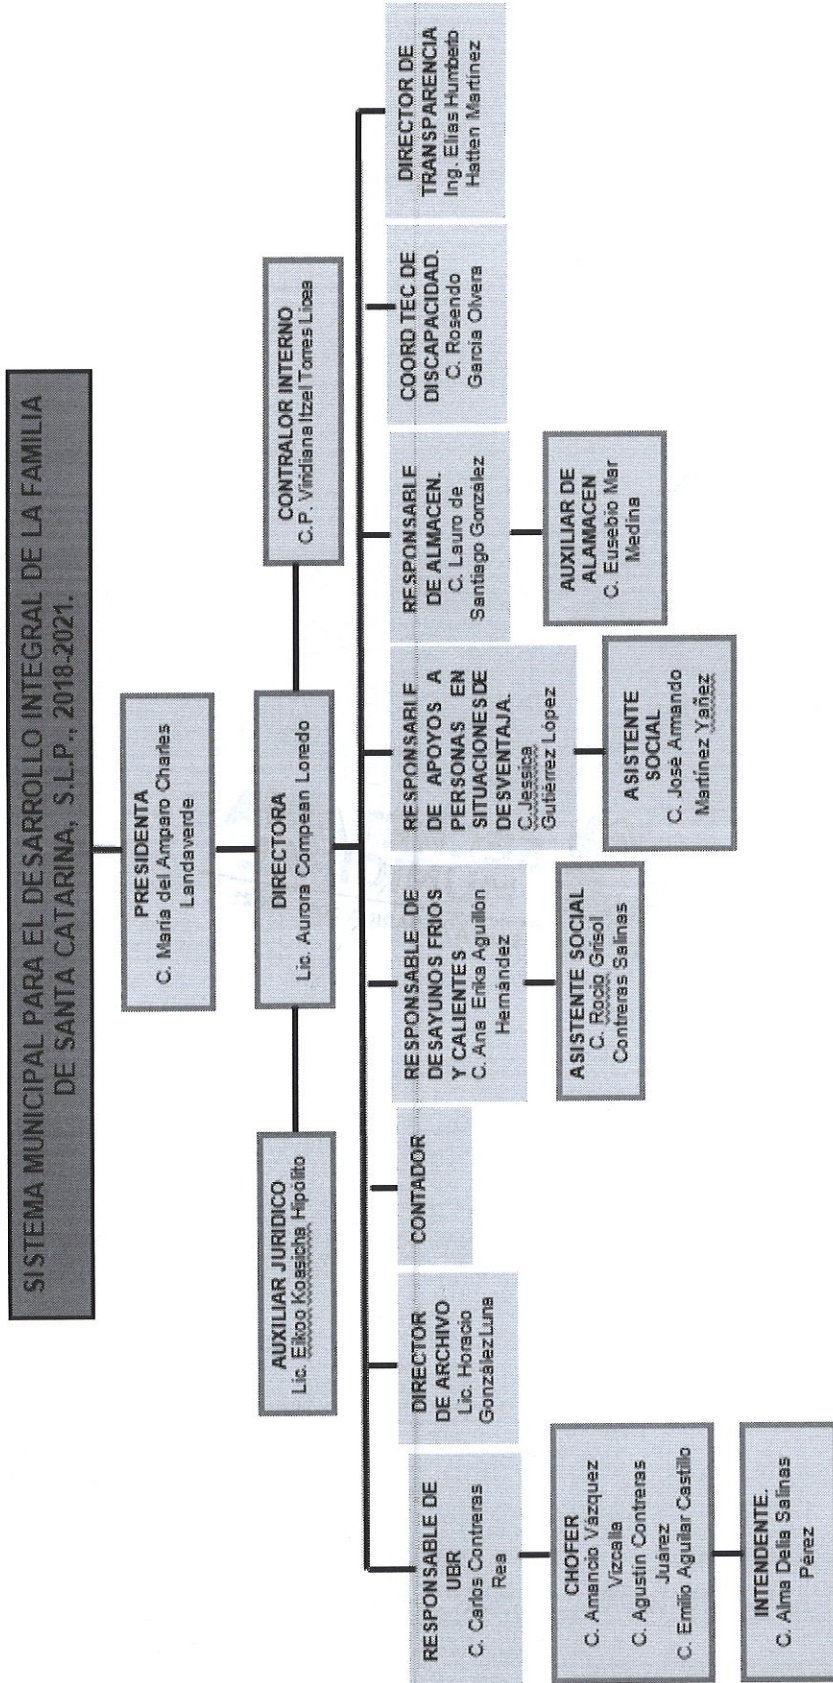 SISTEMA MUNICIPAL PARA EL DESARROLLO INTEGRAL DE LA FAMILIA
DE SANTA CATARINA, S.L.P., 2018-2021.
PRESIDENTA
C. María del Amparo Charles
Landaverde
AUXILIAR JURIDICO
Lic. Eikoo Koasicha Hipólito
DIRECTORA
Lic. Aurora Compean Loredo
CONTRALOR INTERNO
C.P. Viridiana Itzel Torres Licea
RESPONSABLE DE
UBR
C. Carlos Contreras
Rea
DIRECTOR
DE ARCHIVO
Lic. Horacio
González Luna
CONTADOR
RESPONSABLE DE
DESAYUNOS FRIOS
Y CALIENTES
C. Ana Erika Aguillón
Hernández
RESPONSABLE
DE APOYOS A
PERSONAS EN
SITUACIONES DE
DESVENTAJA.
C.Jessica
Gutiérrez López
RESPONSABLE
DE ALMACEN.
C. Lauro de
Santiago González
COORD TEC DE
DISCAPACIDAD.
C. Rosendo
García Olvera
DIRECTOR DE
TRANSPARENCIA
Ing. Elías Humberto
Hatten Martínez
CHOFER
C. Amancio Vázquez
Vizcalla
C. Agustín Contreras
Juárez
C. Emilio Aguilar Castillo
ASISTENTE SOCIAL
C. Rocio Grisol
Contreras Salinas
ASISTENTE
SOCIAL
C. José Armando
Martínez Yañez
AUXILIAR DE
ALAMACEN
C. Eusebio Mar
Medina
INTENDENTE.
C. Alma Delia Salinas
Pérez